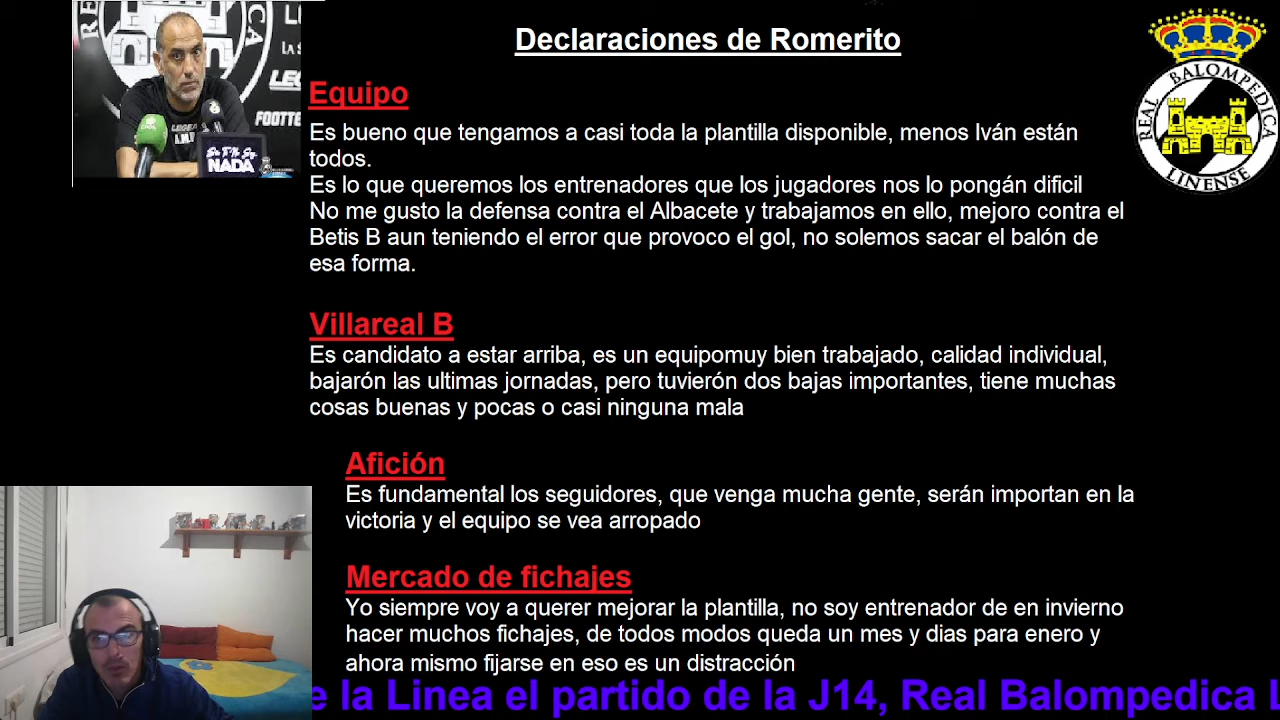 Declaraciones de Romerito
Equipo
Es bueno que tengamos a casi toda la plantilla disponible, menos Iván están
todos.
Es lo que queremos los entrenadores que los jugadores nos lo pongán dificil
No me gusto la defensa contra el Albacete y trabajamos en ello, mejoro contra el
Betis B aun teniendo el error que provoco el gol, no solemos sacar el balón de
esa forma.
Villareal B
Es candidato a estar arriba, es un equipomuy bien trabajado, calidad individual,
bajarón las ultimas jornadas, pero tuvierón dos bajas importantes, tiene muchas
cosas buenas y pocas o casi ninguna mala
Afición
Es fundamental los seguidores, que venga mucha gente, serán importan en la
victoria y el equipo se vea arropado
Mercado de fichajes
Yo siempre voy a querer mejorar la plantilla, no soy entrenador de en invierno
hacer muchos fichajes, de todos modos queda un mes y dias para enero y
ahora mismo fijarse en eso es un distracción
e la Linea el partido de la J14, Real Balompedica L
REAL BALOMPEDICA
LINENSE
NADA
FOOTTE